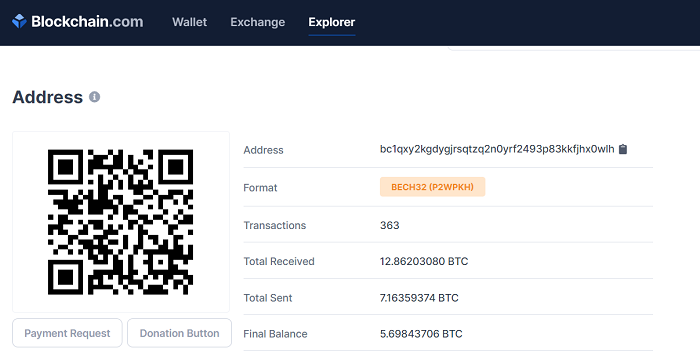 Blockchain.com Wallet Exchange Explorer
Address
Address bc1qxy2kgdygjrsqtzq2n0yrf2493p83kkfjhx0wlh
Format BECH32 (P2WPKH)
Transactions 363
Total Received 12.86203080 BTC
Total Sent 7.16359374 BTC
Final Balance 5.69843706 BTC
Payment Request Donation Button